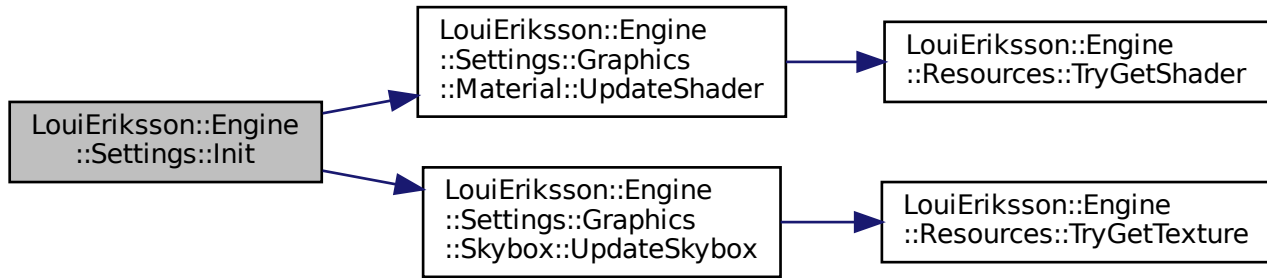 LouiEriksson::Engine
::Settings::Init
LouiEriksson::Engine
::Settings::Graphics
::Material::UpdateShader
LouiEriksson::Engine
::Resources::TryGetShader
LouiEriksson::Engine
::Settings::Graphics
::Skybox::UpdateSkybox
LouiEriksson::Engine
::Resources::TryGetTexture